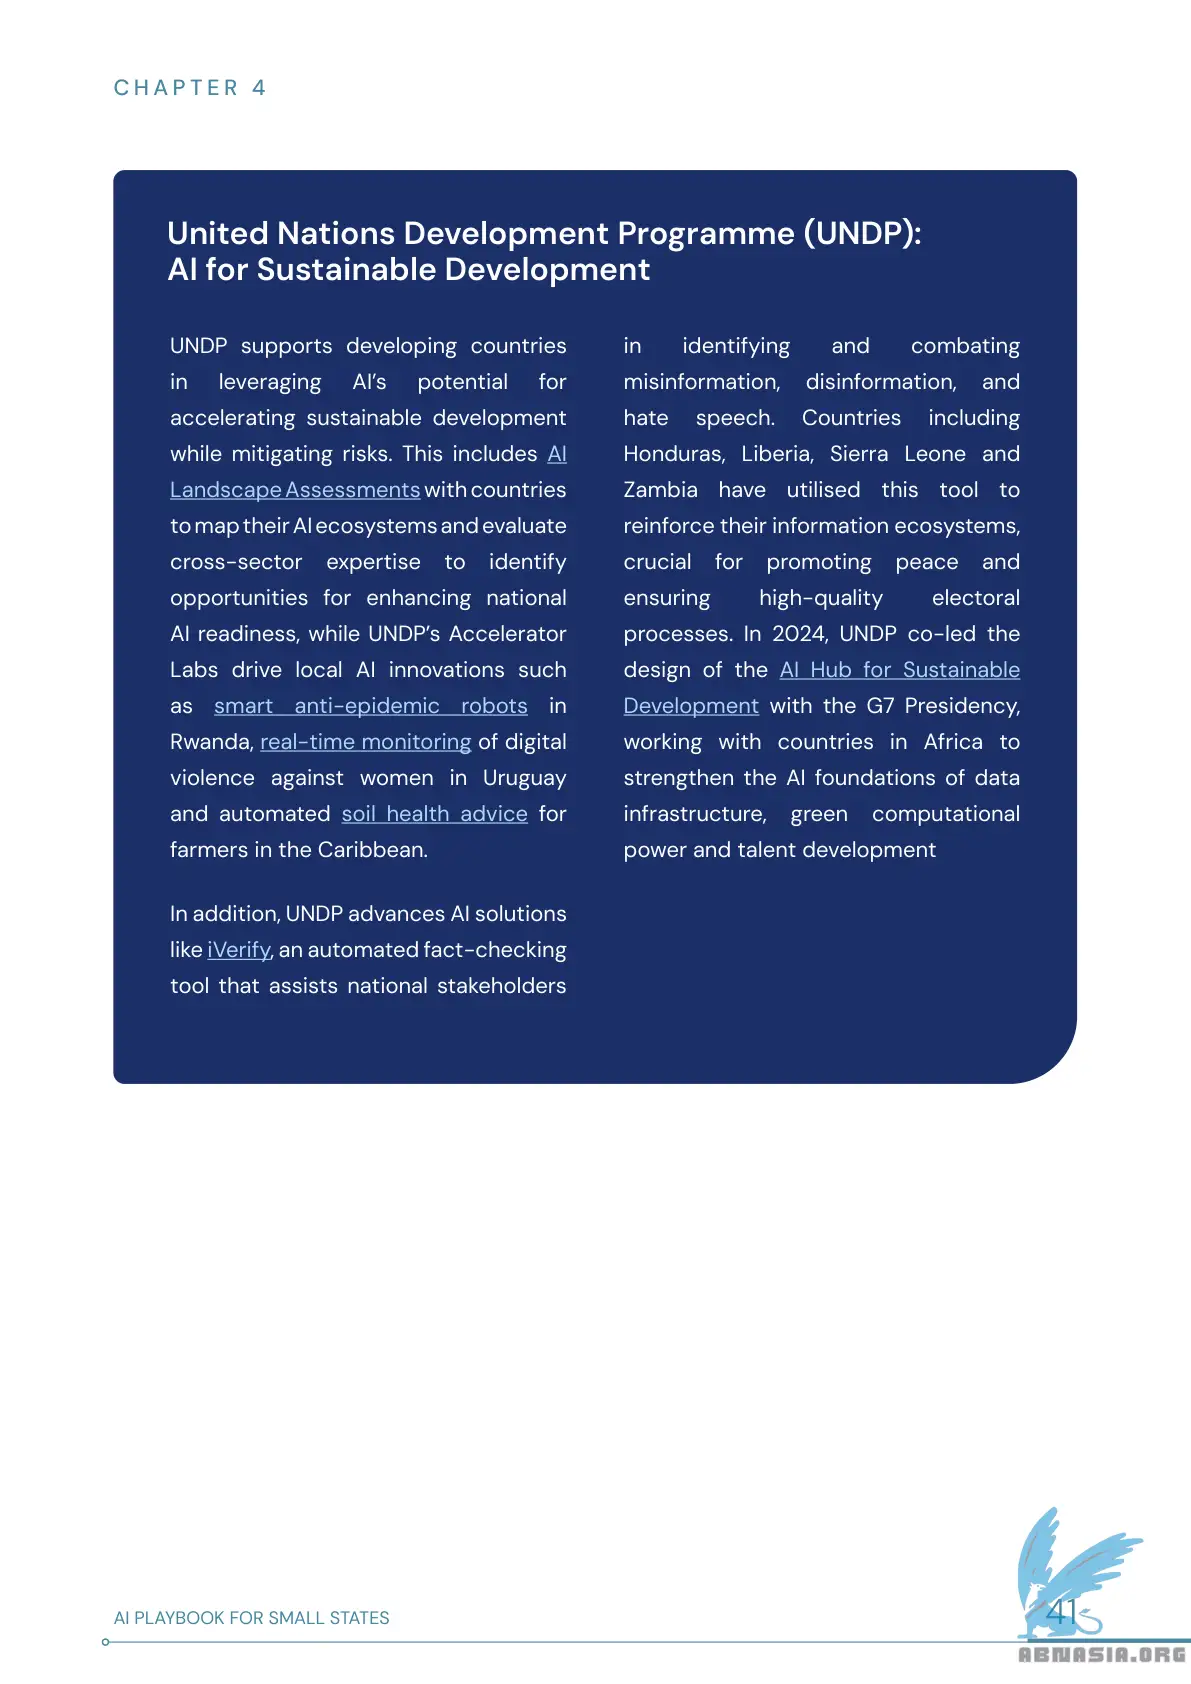 CHAPTER 4
United Nations Development Programme (UNDP):
AI for Sustainable Development
UNDP supports developing countries
in leveraging AI’s potential for
accelerating sustainable development
while mitigating risks. This includes AI
Landscape Assessments with countries
to map their AI ecosystems and evaluate
cross-sector expertise to identify
opportunities for enhancing national
AI readiness, while UNDP’s Accelerator
Labs drive local AI innovations such
as smart anti-epidemic robots in
Rwanda, real-time monitoring of digital
violence against women in Uruguay
and automated soil health advice for
farmers in the Caribbean.
In addition, UNDP advances AI solutions
like iVerify, an automated fact-checking
tool that assists national stakeholders
in identifying and combating
misinformation, disinformation, and
hate speech. Countries including
Honduras, Liberia, Sierra Leone and
Zambia have utilised this tool to
reinforce their information ecosystems,
crucial for promoting peace and
ensuring high-quality electoral
processes. In 2024, UNDP co-led the
design of the AI Hub for Sustainable
Development with the G7 Presidency,
working with countries in Africa to
strengthen the AI foundations of data
infrastructure, green computational
power and talent development
AI PLAYBOOK FOR SMALL STATES
41
ABNASIA.ORG